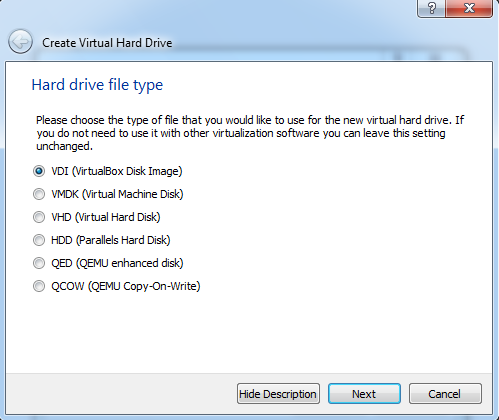 ?
Create Virtual Hard Drive
Hard drive file type
Please choose the type of file that you would like to use for the new virtual hard drive. If
you do not need to use it with other virtualization software you can leave this setting
unchanged.
VDI (VirtualBox Disk Image)
VMDK (Virtual Machine Disk)
VHD (Virtual Hard Disk)
HDD (Parallels Hard Disk)
QED (QEMU enhanced disk)
QCOW (QEMU Copy-On-Write)
Hide Description Next Cancel